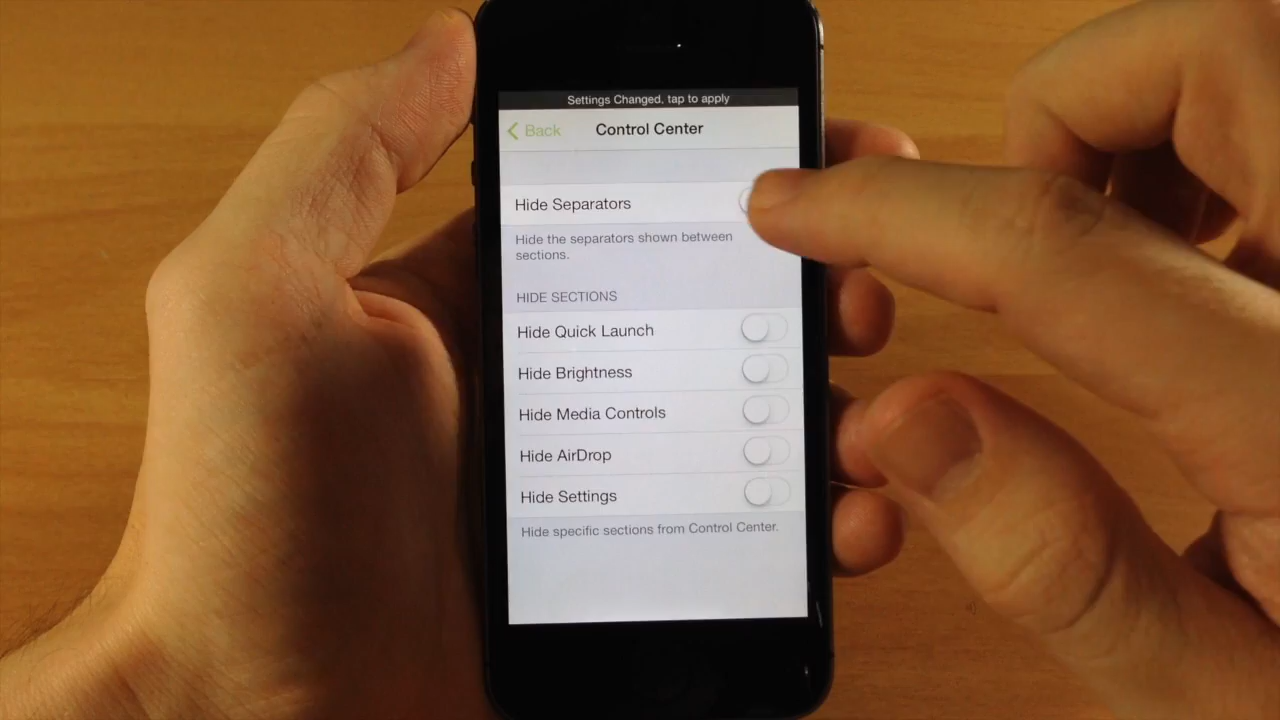 Settings Changed, tap to apply
Back
Control Center
Hide Separators
Hide the separators shown between
sections.
HIDE SECTIONS
Hide Quick Launch
Hide Brightness
Hide Media Controls
Hide AirDrop
Hide Settings
Hide specific sections from Control Center.